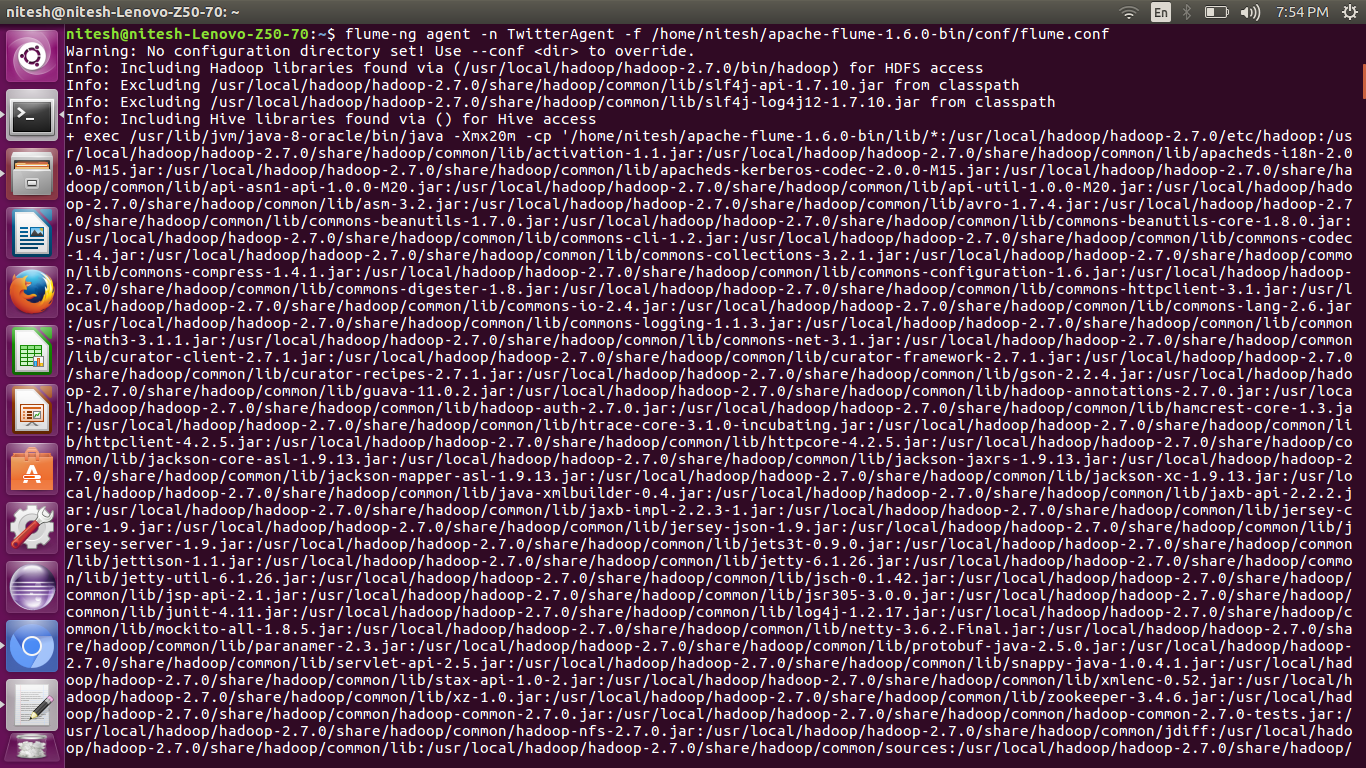 nitesh@nitesh-Lenovo-Z50-70: ~
En
7:54 PM
nitesh@nitesh-Lenovo-Z50-70:~$ flume-ng agent -n TwitterAgent -f /home/nitesh/apache-flume-1.6.0-bin/conf/flume.conf
Warning: No configuration directory set! Use --conf <dir> to override.
Info: Including Hadoop libraries found via (/usr/local/hadoop/hadoop-2.7.0/bin/hadoop) for HDFS access
Info: Excluding /usr/local/hadoop/hadoop-2.7.0/share/hadoop/common/lib/slf4j-api-1.7.10.jar from classpath
Info: Excluding /usr/local/hadoop/hadoop-2.7.0/share/hadoop/common/lib/slf4j-log4j12-1.7.10.jar from classpath
Info: Including Hive libraries found via () for Hive access
+ exec /usr/lib/jvm/java-8-oracle/bin/java -Xmx20m -cp '/home/nitesh/apache-flume-1.6.0-bin/lib/*:/usr/local/hadoop/hadoop-2.7.0/etc/hadoop:/us
r/local/hadoop/hadoop-2.7.0/share/hadoop/common/lib/activation-1.1.jar:/usr/local/hadoop/hadoop-2.7.0/share/hadoop/common/lib/apacheds-i18n-2.0
.0-M15.jar:/usr/local/hadoop/hadoop-2.7.0/share/hadoop/common/lib/apacheds-kerberos-codec-2.0.0-M15.jar:/usr/local/hadoop/hadoop-2.7.0/share/ha
doop/common/lib/api-asn1-api-1.0.0-M20.jar:/usr/local/hadoop/hadoop-2.7.0/share/hadoop/common/lib/api-util-1.0.0-M20.jar:/usr/local/hadoop/hado
op-2.7.0/share/hadoop/common/lib/asm-3.2.jar:/usr/local/hadoop/hadoop-2.7.0/share/hadoop/common/lib/avro-1.7.4.jar:/usr/local/hadoop/hadoop-2.7
.0/share/hadoop/common/lib/commons-beanutils-1.7.0.jar:/usr/local/hadoop/hadoop-2.7.0/share/hadoop/common/lib/commons-beanutils-core-1.8.0.jar:
/usr/local/hadoop/hadoop-2.7.0/share/hadoop/common/lib/commons-cli-1.2.jar:/usr/local/hadoop/hadoop-2.7.0/share/hadoop/common/lib/commons-codec
-1.4.jar:/usr/local/hadoop/hadoop-2.7.0/share/hadoop/common/lib/commons-collections-3.2.1.jar:/usr/local/hadoop/hadoop-2.7.0/share/hadoop/commo
n/lib/commons-compress-1.4.1.jar:/usr/local/hadoop/hadoop-2.7.0/share/hadoop/common/lib/commons-configuration-1.6.jar:/usr/local/hadoop/hadoop-
2.7.0/share/hadoop/common/lib/commons-digester-1.8.jar:/usr/local/hadoop/hadoop-2.7.0/share/hadoop/common/lib/commons-httpclient-3.1.jar:/usr/l
ocal/hadoop/hadoop-2.7.0/share/hadoop/common/lib/commons-io-2.4.jar:/usr/local/hadoop/hadoop-2.7.0/share/hadoop/common/lib/commons-lang-2.6.jar
:/usr/local/hadoop/hadoop-2.7.0/share/hadoop/common/lib/commons-logging-1.1.3.jar:/usr/local/hadoop/hadoop-2.7.0/share/hadoop/common/lib/common
s-math3-3.1.1.jar:/usr/local/hadoop/hadoop-2.7.0/share/hadoop/common/lib/commons-net-3.1.jar:/usr/local/hadoop/hadoop-2.7.0/share/hadoop/common
/lib/curator-client-2.7.1.jar:/usr/local/hadoop/hadoop-2.7.0/share/hadoop/common/lib/curator-framework-2.7.1.jar:/usr/local/hadoop/hadoop-2.7.0
/share/hadoop/common/lib/curator-recipes-2.7.1.jar:/usr/local/hadoop/hadoop-2.7.0/share/hadoop/common/lib/gson-2.2.4.jar:/usr/local/hadoop/hado
op-2.7.0/share/hadoop/common/lib/guava-11.0.2.jar:/usr/local/hadoop/hadoop-2.7.0/share/hadoop/common/lib/hadoop-annotations-2.7.0.jar:/usr/loca
l/hadoop/hadoop-2.7.0/share/hadoop/common/lib/hadoop-auth-2.7.0.jar:/usr/local/hadoop/hadoop-2.7.0/share/hadoop/common/lib/hamcrest-core-1.3.ja
r:/usr/local/hadoop/hadoop-2.7.0/share/hadoop/common/lib/htrace-core-3.1.0-incubating.jar:/usr/local/hadoop/hadoop-2.7.0/share/hadoop/common/li
b/httpclient-4.2.5.jar:/usr/local/hadoop/hadoop-2.7.0/share/hadoop/common/lib/httpcore-4.2.5.jar:/usr/local/hadoop/hadoop-2.7.0/share/hadoop/co
mmon/lib/jackson-core-asl-1.9.13.jar:/usr/local/hadoop/hadoop-2.7.0/share/hadoop/common/lib/jackson-jaxrs-1.9.13.jar:/usr/local/hadoop/hadoop-2
.7.0/share/hadoop/common/lib/jackson-mapper-asl-1.9.13.jar:/usr/local/hadoop/hadoop-2.7.0/share/hadoop/common/lib/jackson-xc-1.9.13.jar:/usr/lo
cal/hadoop/hadoop-2.7.0/share/hadoop/common/lib/java-xmlbuilder-0.4.jar:/usr/local/hadoop/hadoop-2.7.0/share/hadoop/common/lib/jaxb-api-2.2.2.j
ar:/usr/local/hadoop/hadoop-2.7.0/share/hadoop/common/lib/jaxb-impl-2.2.3-1.jar:/usr/local/hadoop/hadoop-2.7.0/share/hadoop/common/lib/jersey-c
ore-1.9.jar:/usr/local/hadoop/hadoop-2.7.0/share/hadoop/common/lib/jersey-json-1.9.jar:/usr/local/hadoop/hadoop-2.7.0/share/hadoop/common/lib/j
ersey-server-1.9.jar:/usr/local/hadoop/hadoop-2.7.0/share/hadoop/common/lib/jets3t-0.9.0.jar:/usr/local/hadoop/hadoop-2.7.0/share/hadoop/common
/lib/jettison-1.1.jar:/usr/local/hadoop/hadoop-2.7.0/share/hadoop/common/lib/jetty-6.1.26.jar:/usr/local/hadoop/hadoop-2.7.0/share/hadoop/commo
n/lib/jetty-util-6.1.26.jar:/usr/local/hadoop/hadoop-2.7.0/share/hadoop/common/lib/jsch-0.1.42.jar:/usr/local/hadoop/hadoop-2.7.0/share/hadoop/
common/lib/jsp-api-2.1.jar:/usr/local/hadoop/hadoop-2.7.0/share/hadoop/common/lib/jsr305-3.0.0.jar:/usr/local/hadoop/hadoop-2.7.0/share/hadoop/
common/lib/junit-4.11.jar:/usr/local/hadoop/hadoop-2.7.0/share/hadoop/common/lib/log4j-1.2.17.jar:/usr/local/hadoop/hadoop-2.7.0/share/hadoop/c
ommon/lib/mockito-all-1.8.5.jar:/usr/local/hadoop/hadoop-2.7.0/share/hadoop/common/lib/netty-3.6.2.Final.jar:/usr/local/hadoop/hadoop-2.7.0/sha
re/hadoop/common/lib/paranamer-2.3.jar:/usr/local/hadoop/hadoop-2.7.0/share/hadoop/common/lib/protobuf-java-2.5.0.jar:/usr/local/hadoop/hadoop-
2.7.0/share/hadoop/common/lib/servlet-api-2.5.jar:/usr/local/hadoop/hadoop-2.7.0/share/hadoop/common/lib/snappy-java-1.0.4.1.jar:/usr/local/had
oop/hadoop-2.7.0/share/hadoop/common/lib/stax-api-1.0-2.jar:/usr/local/hadoop/hadoop-2.7.0/share/hadoop/common/lib/xmlenc-0.52.jar:/usr/local/h
adoop/hadoop-2.7.0/share/hadoop/common/lib/xz-1.0.jar:/usr/local/hadoop/hadoop-2.7.0/share/hadoop/common/lib/zookeeper-3.4.6.jar:/usr/local/had
oop/hadoop-2.7.0/share/hadoop/common/hadoop-common-2.7.0.jar:/usr/local/hadoop/hadoop-2.7.0/share/hadoop/common/hadoop-common-2.7.0-tests.jar:/
usr/local/hadoop/hadoop-2.7.0/share/hadoop/common/hadoop-nfs-2.7.0.jar:/usr/local/hadoop/hadoop-2.7.0/share/hadoop/common/jdiff:/usr/local/hado
op/hadoop-2.7.0/share/hadoop/common/lib:/usr/local/hadoop/hadoop-2.7.0/share/hadoop/common/sources:/usr/local/hadoop/hadoop-2.7.0/share/hadoop/